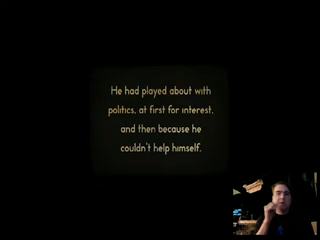 He had played about with
politics, at first for interest,
and then because he
couldn't help himself.